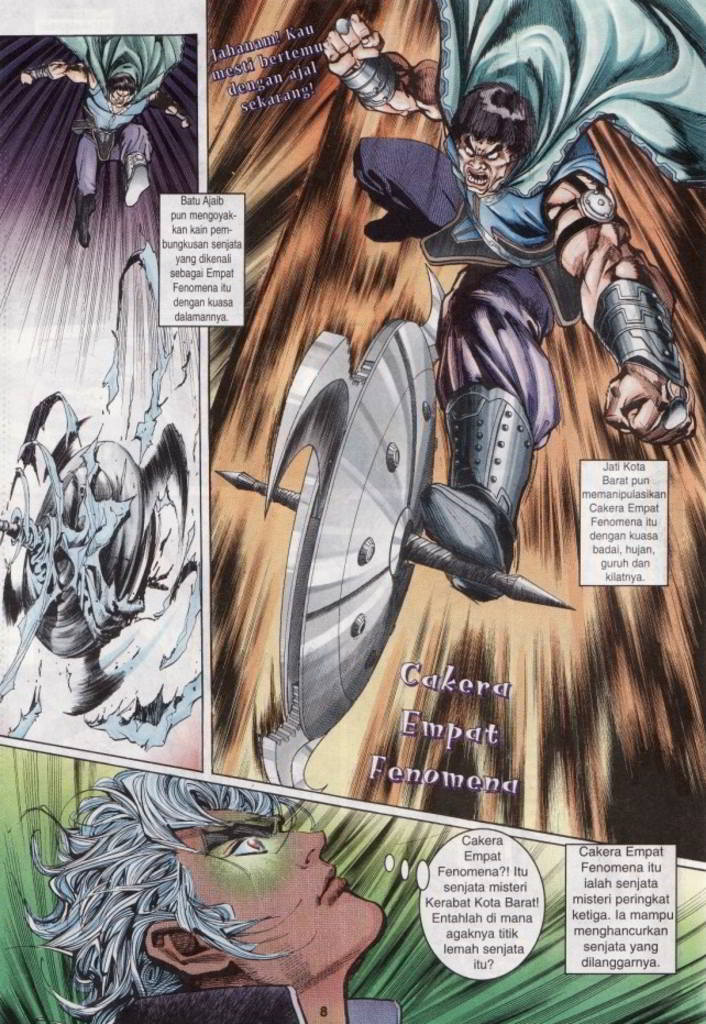 Jahanam! Kau
mesti bertemu
dengan ajal
sekarang!
Batu Ajaib
pun mengoyak-
kan kain pem-
bungkusan senjata
yang dikenali
sebagai Empat
Fenomena itu
dengan kuasa
dalamannya.
Jati Kota
Barat pun
memanipulasikan
Cakera Empat
Fenomena itu
dengan kuasa
badai, hujan,
guruh dan
kilatnya.
Cakera
Empat
Fenomena
Cakera
Empat
Fenomena?! Itu
senjata misteri
Kerabat Kota Barat!
Entahlah di mana
agaknya titik
lemah senjata
itu?
Cakera Empat
Fenomena itu
ialah senjata
misteri peringkat
ketiga. Ia mampu
menghancurkan
senjata yang
dilanggarnya.
8